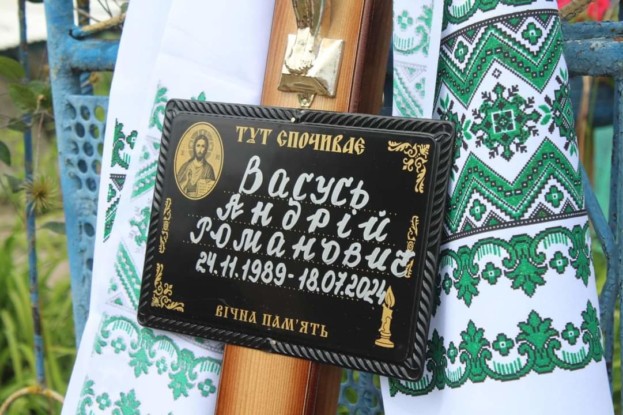 ТУТ СПОЧИВАЄ
Васусь
Андрій
Романович
24.11.1989-18.07.2024
ВІЧНА ПАМ'ЯТЬ